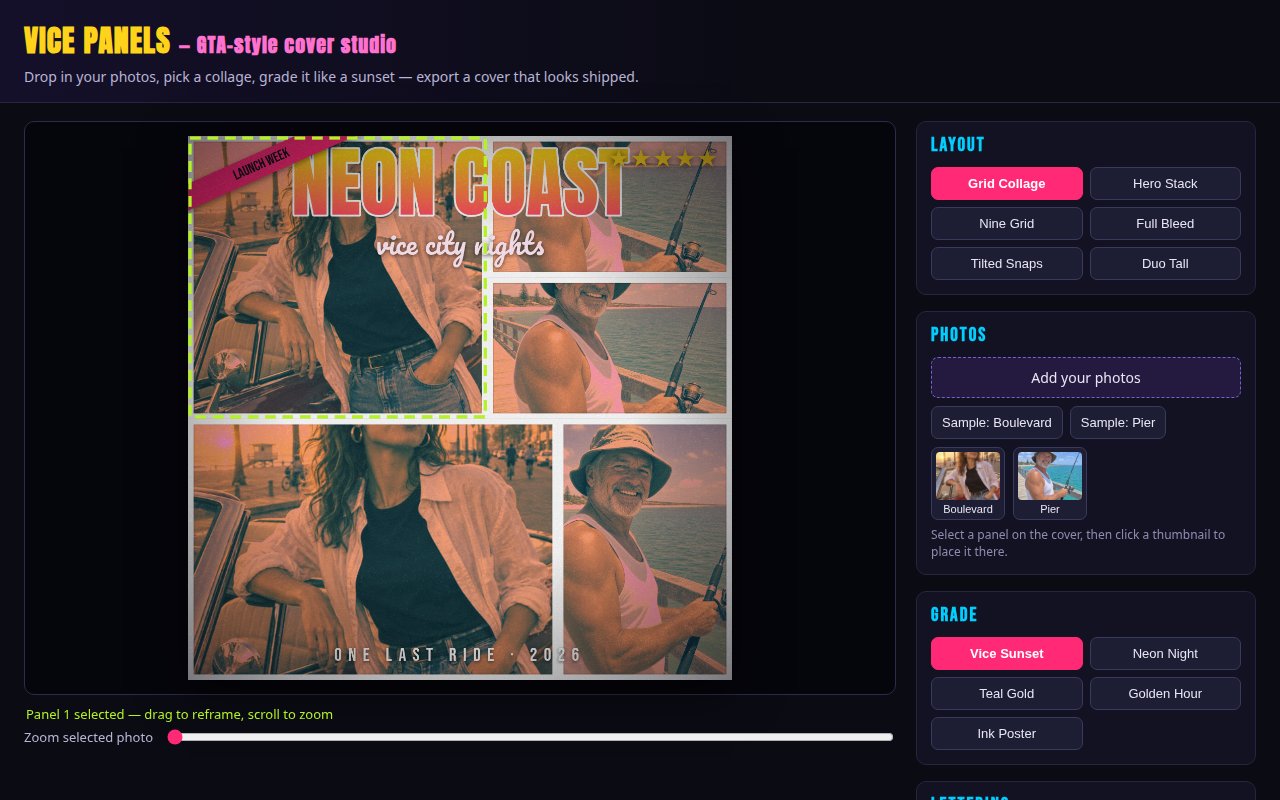 VICE PANELS – GTA-style cover studio
Drop in your photos, pick a collage, grade it like a sunset — export a cover that looks shipped.
LAUNCH WEEK
NEON COAST
★★★★★
vice city nights
ONE LAST RIDE · 2026
Panel 1 selected — drag to reframe, scroll to zoom
Zoom selected photo
LAYOUT
Grid Collage
Hero Stack
Nine Grid
Full Bleed
Tilted Snaps
Duo Tall
PHOTOS
Add your photos
Sample: Boulevard
Sample: Pier
Boulevard
Pier
Select a panel on the cover, then click a thumbnail to
place it there.
GRADE
Vice Sunset
Neon Night
Teal Gold
Golden Hour
Ink Poster